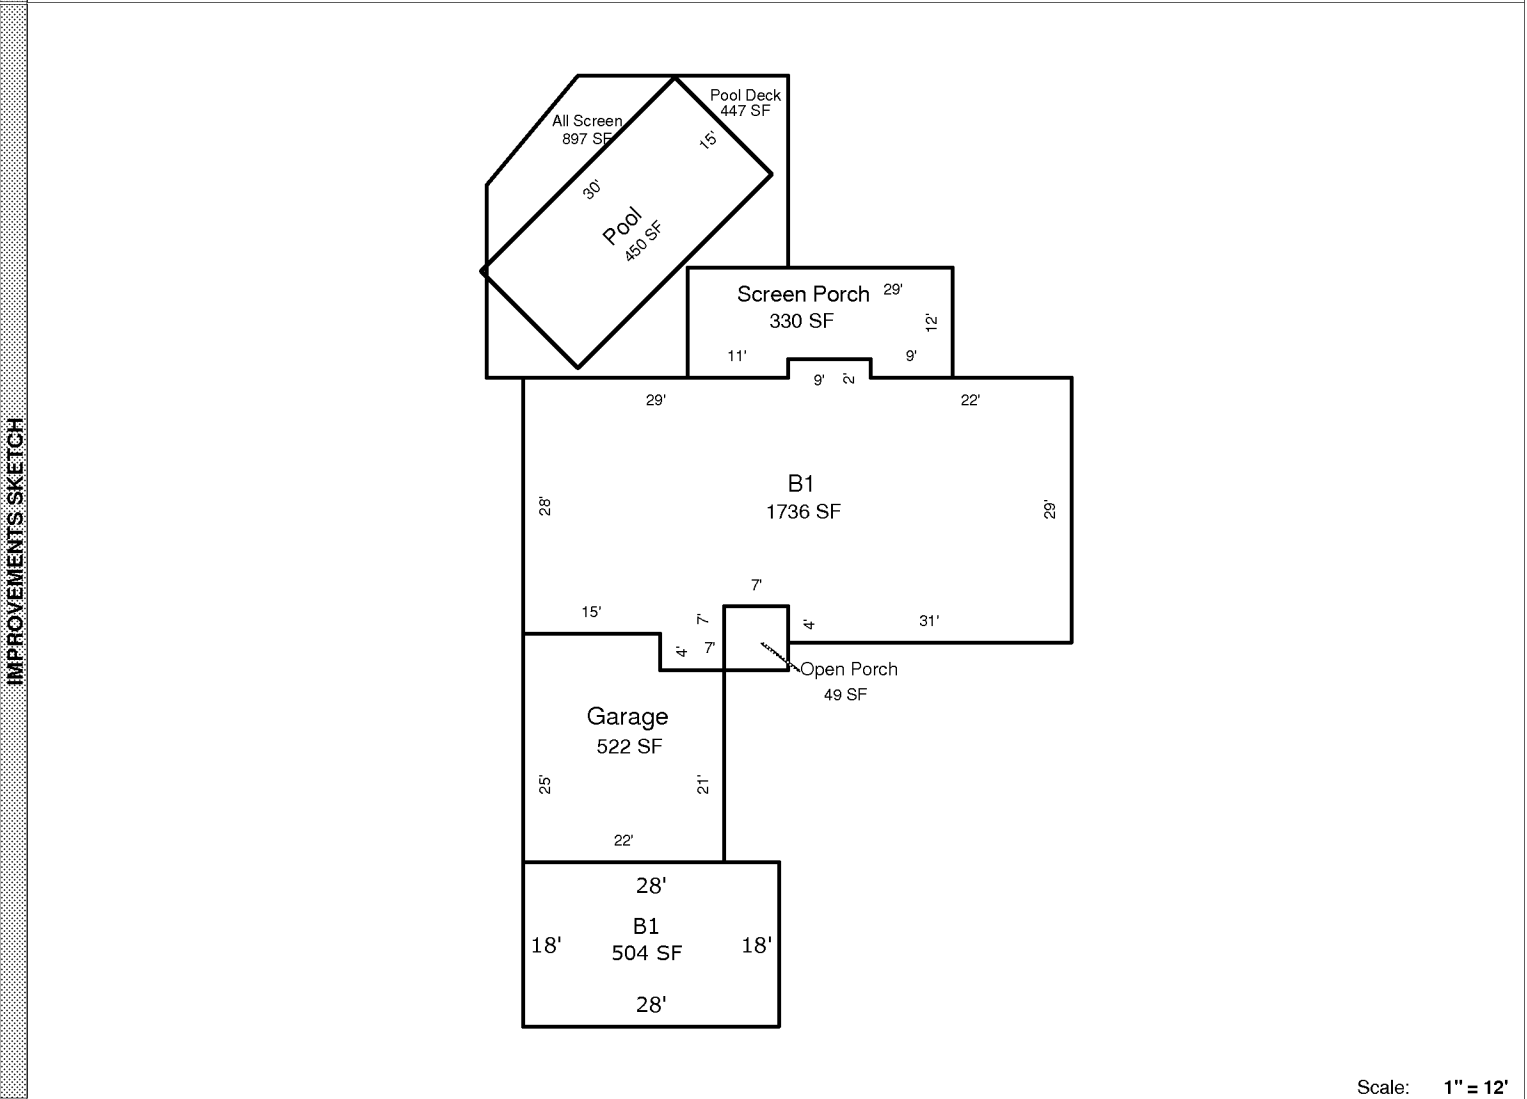 IMPROVEMENTS SKETCH
Pool Deck
447 SF
All Screen
897 SF
15'
30'
Pool
450 SF
Screen Porch
330 SF
29'
12'
11'
9'
9'
2'
29'
22'
B1
1736 SF
28'
29'
7'
15'
7'
4'
31'
4'
7'
Open Porch
49 SF
Garage
522 SF
25'
21'
22'
28'
B1
504 SF
18'
18'
28'
Scale: 1" = 12'